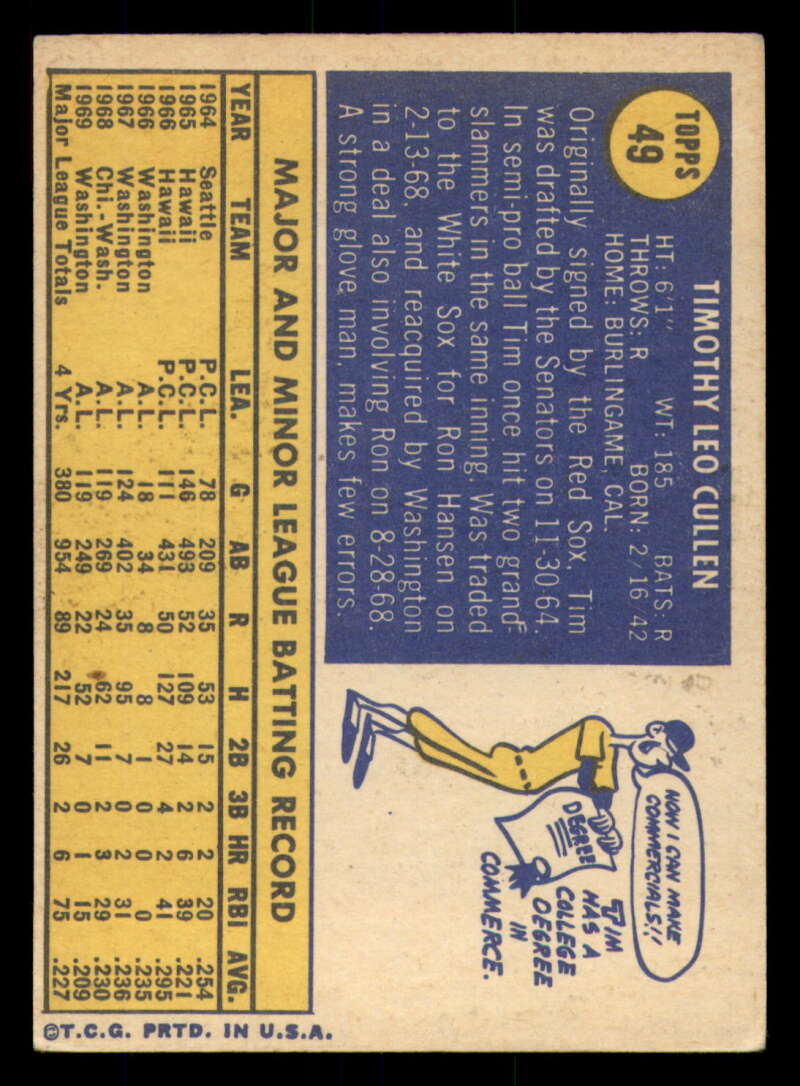 TOPPS
49
TIMOTHY LEO CULLEN
HT: 6'1" WT: 185 BATS: R
THROWS: R BORN: 2/16/42
HOME: BURLINGAME, CAL.
Originally signed by the Red Sox, Tim
was drafted by the Senators on 11-30-64.
In semi-pro ball Tim once hit two grand
slammers in the same inning. Was traded
to the White Sox for Ron Hansen on
2-13-68, and reacquired by Washington
in a deal also involving Ron on 8-28-68.
A strong glove man, makes few errors.
NOW I CAN MAKE
COMMERCIALS!!
DEGREE
TIM
HAS A
COLLEGE
DEGREE
IN
COMMERCE.
MAJOR AND MINOR LEAGUE BATTING RECORD
YEAR TEAM LEA. G AB R H 2B 3B HR RBI AVG.
1964 Seattle P.C.L. 78 209 35 53 15 2 2 20 .254
1965 Hawaii P.C.L. 146 493 52 109 14 2 6 39 .221
1966 Hawaii P.C.L. 111 431 50 127 27 4 2 41 .295
1966 Washington A.L. 18 34 8 8 1 0 0 0 .235
1967 Washington A.L. 124 402 35 95 7 0 2 31 .236
1968 Chi.-Wash. A.L. 119 269 24 62 11 2 3 29 .230
1969 Washington A.L. 119 249 22 52 7 0 1 15 .209
Major League Totals 4 Yrs. 380 954 89 217 26 2 6 75 .227
©T.C.G. PRTD. IN U.S.A.